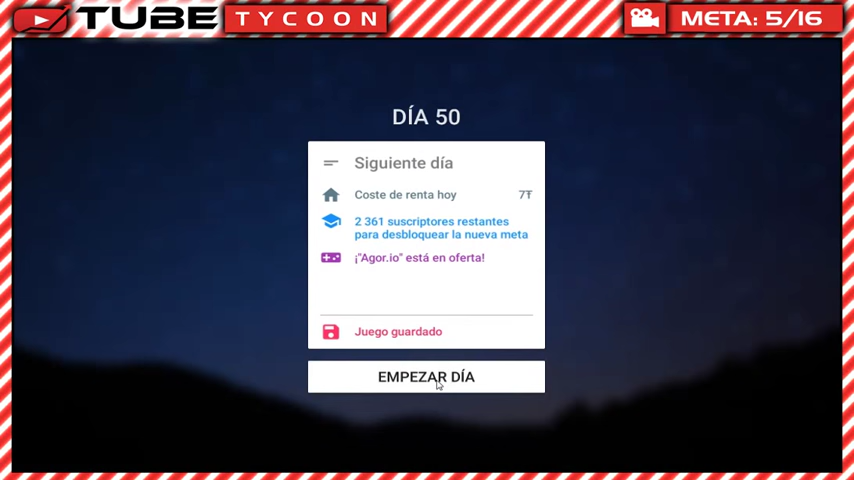 TUBE TYCOON
META: 5/16
DÍA 50
Siguiente día
Coste de renta hoy 7Ŧ
2 361 suscriptores restantes
para desbloquear la nueva meta
¡"Agor.io" está en oferta!
Juego guardado
EMPEZAR DÍA